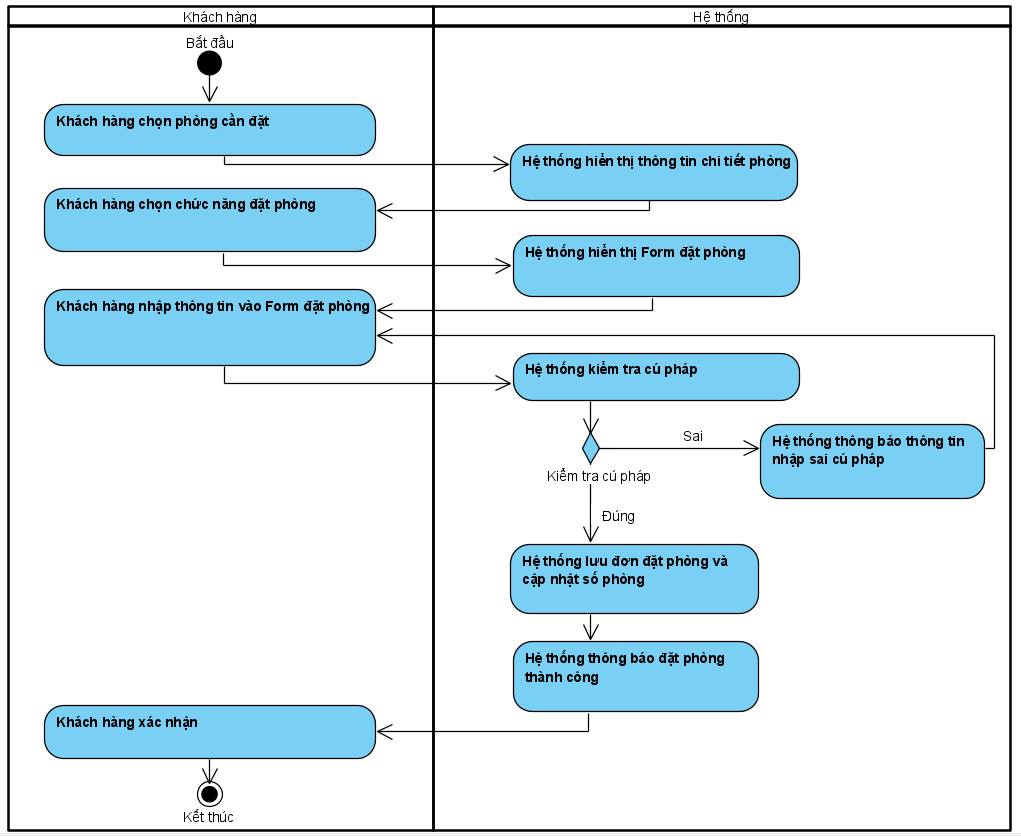 Khách hàng
Hệ thống
Bắt đầu
Khách hàng chọn phòng cần đặt
Hệ thống hiển thị thông tin chi tiết phòng
Khách hàng chọn chức năng đặt phòng
Hệ thống hiển thị Form đặt phòng
Khách hàng nhập thông tin vào Form đặt phòng
Hệ thống kiểm tra cú pháp
Sai
Hệ thống thông báo thông tin
nhập sai cú pháp
Kiểm tra cú pháp
Đúng
Hệ thống lưu đơn đặt phòng và
cập nhật số phòng
Hệ thống thông báo đặt phòng
thành công
Khách hàng xác nhận
Kết thúc